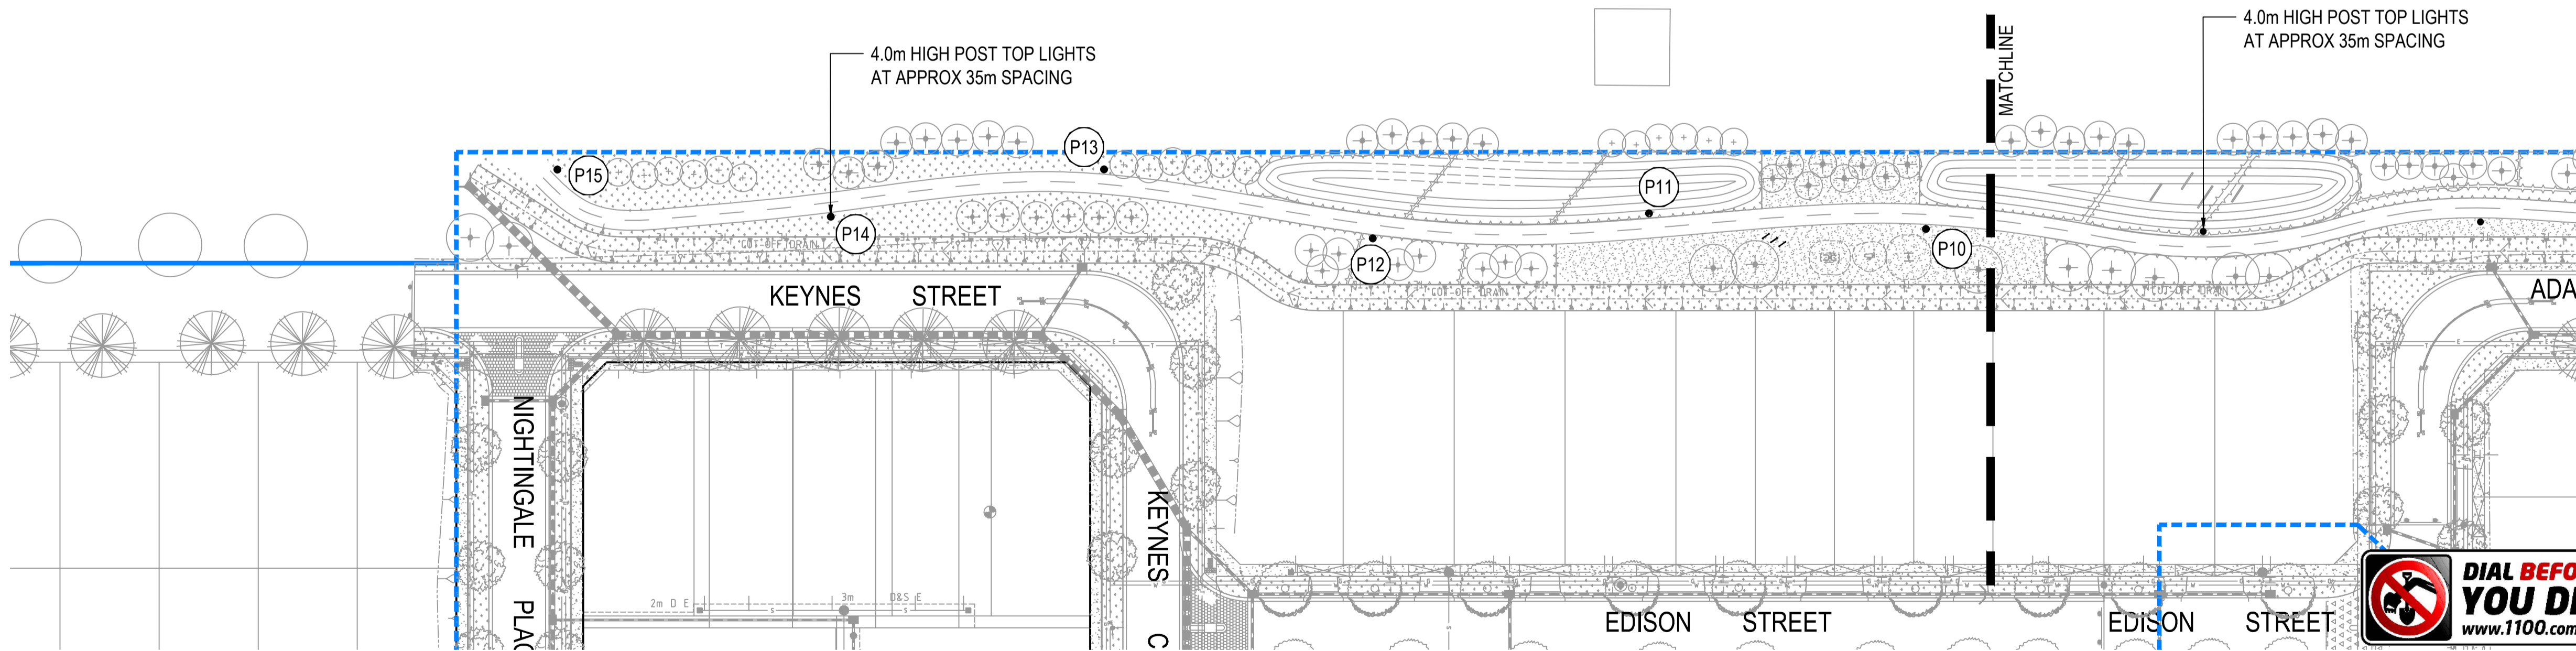 4.0m HIGH POST TOP LIGHTS
AT APPROX 35m SPACING
4.0m HIGH POST TOP LIGHTS
AT APPROX 35m SPACING
MATCHLINE
P13
P15
P11
P14
P12
P10
CUT-OFF DRAIN
CUT-OFF DRAIN
CUT-OFF DRAIN
KEYNES STREET
ADA
NIGHTINGALE PLAC
KEYNES C
2m D E
3m D&S E
EDISON STREET
EDISON STREET
DIAL BEFO
YOU DI
www.1100.com